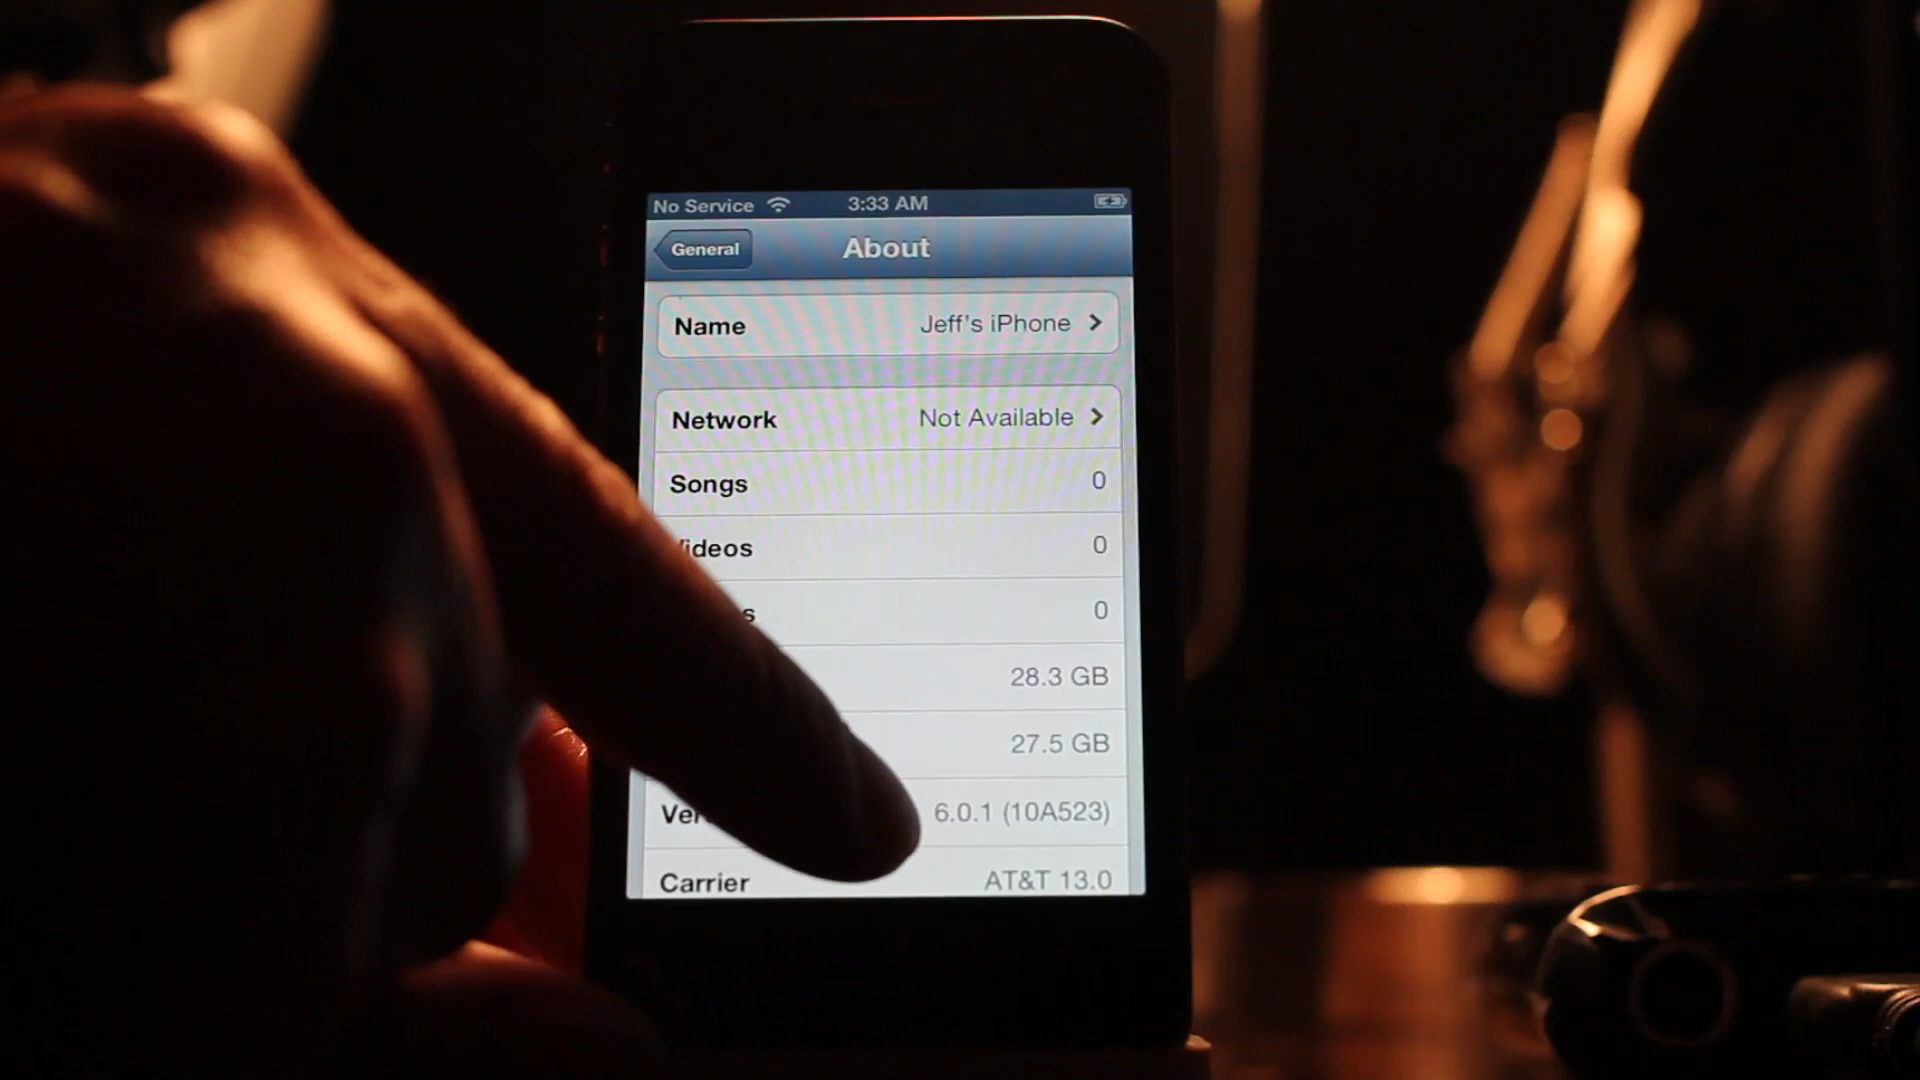 No Service 3:33 AM
General About
Name Jeff's iPhone
Network Not Available
Songs 0
Videos 0
0
28.3 GB
27.5 GB
6.0.1 (10A523)
Carrier AT&T 13.0